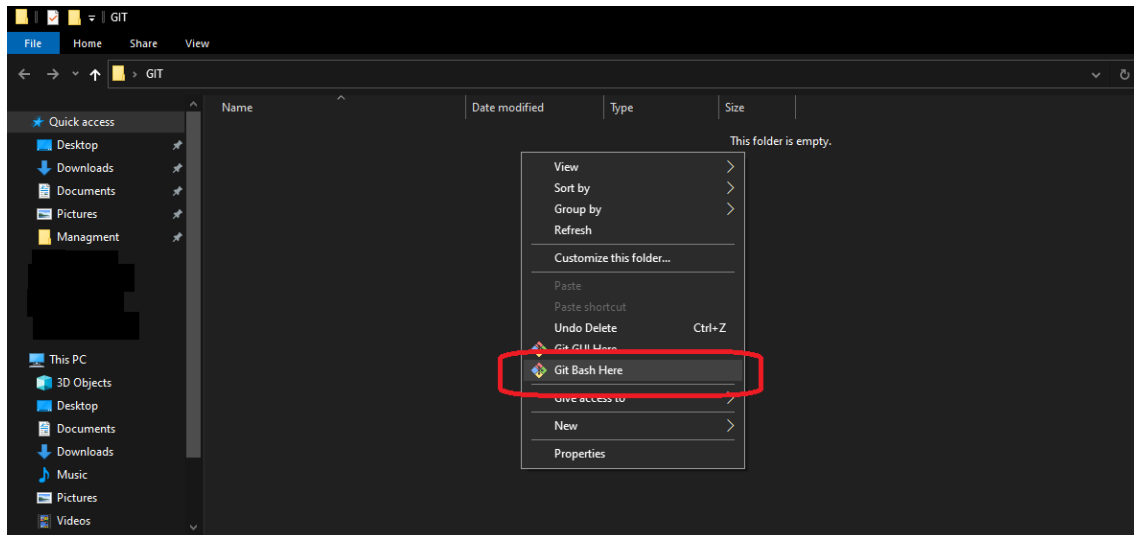 GIT
File Home Share View
GIT
Name Date modified Type Size
Quick access
This folder is empty.
Desktop
Downloads
Documents
Pictures
Managment
View
Sort by
Group by
Refresh
Customize this folder...
Paste
Paste shortcut
Undo Delete Ctrl+Z
Git GUI Here
Git Bash Here
Give access to
New
Properties
This PC
3D Objects
Desktop
Documents
Downloads
Music
Pictures
Videos